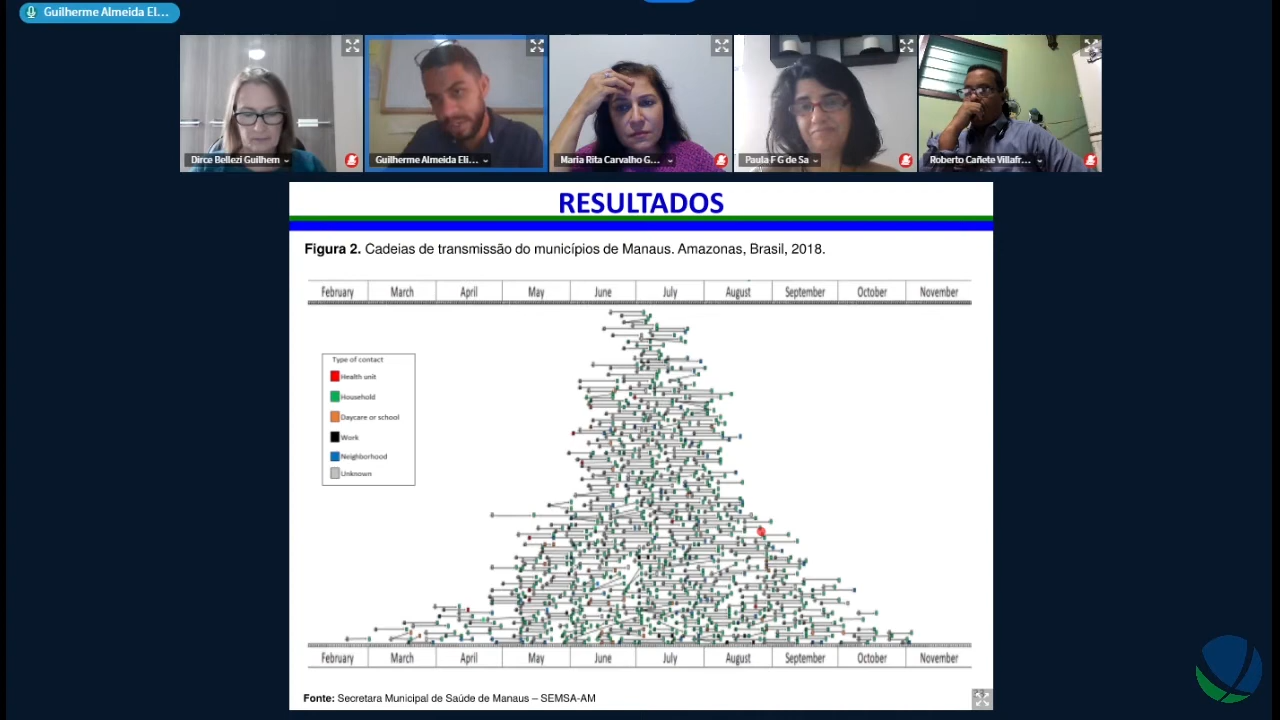 Guilherme Almeida El...
Dirce Bellezi Guilhem
Guilherme Almeida Eli...
Maria Rita Carvalho G...
Paula F G de Sa
Roberto Cañete Villafr...
RESULTADOS
Figura 2. Cadeias de transmissão do municípios de Manaus. Amazonas, Brasil, 2018.
February March April May June July August September October November
Type of contact
Health unit
Household
Daycare or school
Work
Neighborhood
Unknown
February March April May June July August September October November
Fonte: Secretara Municipal de Saúde de Manaus – SEMSA-AM